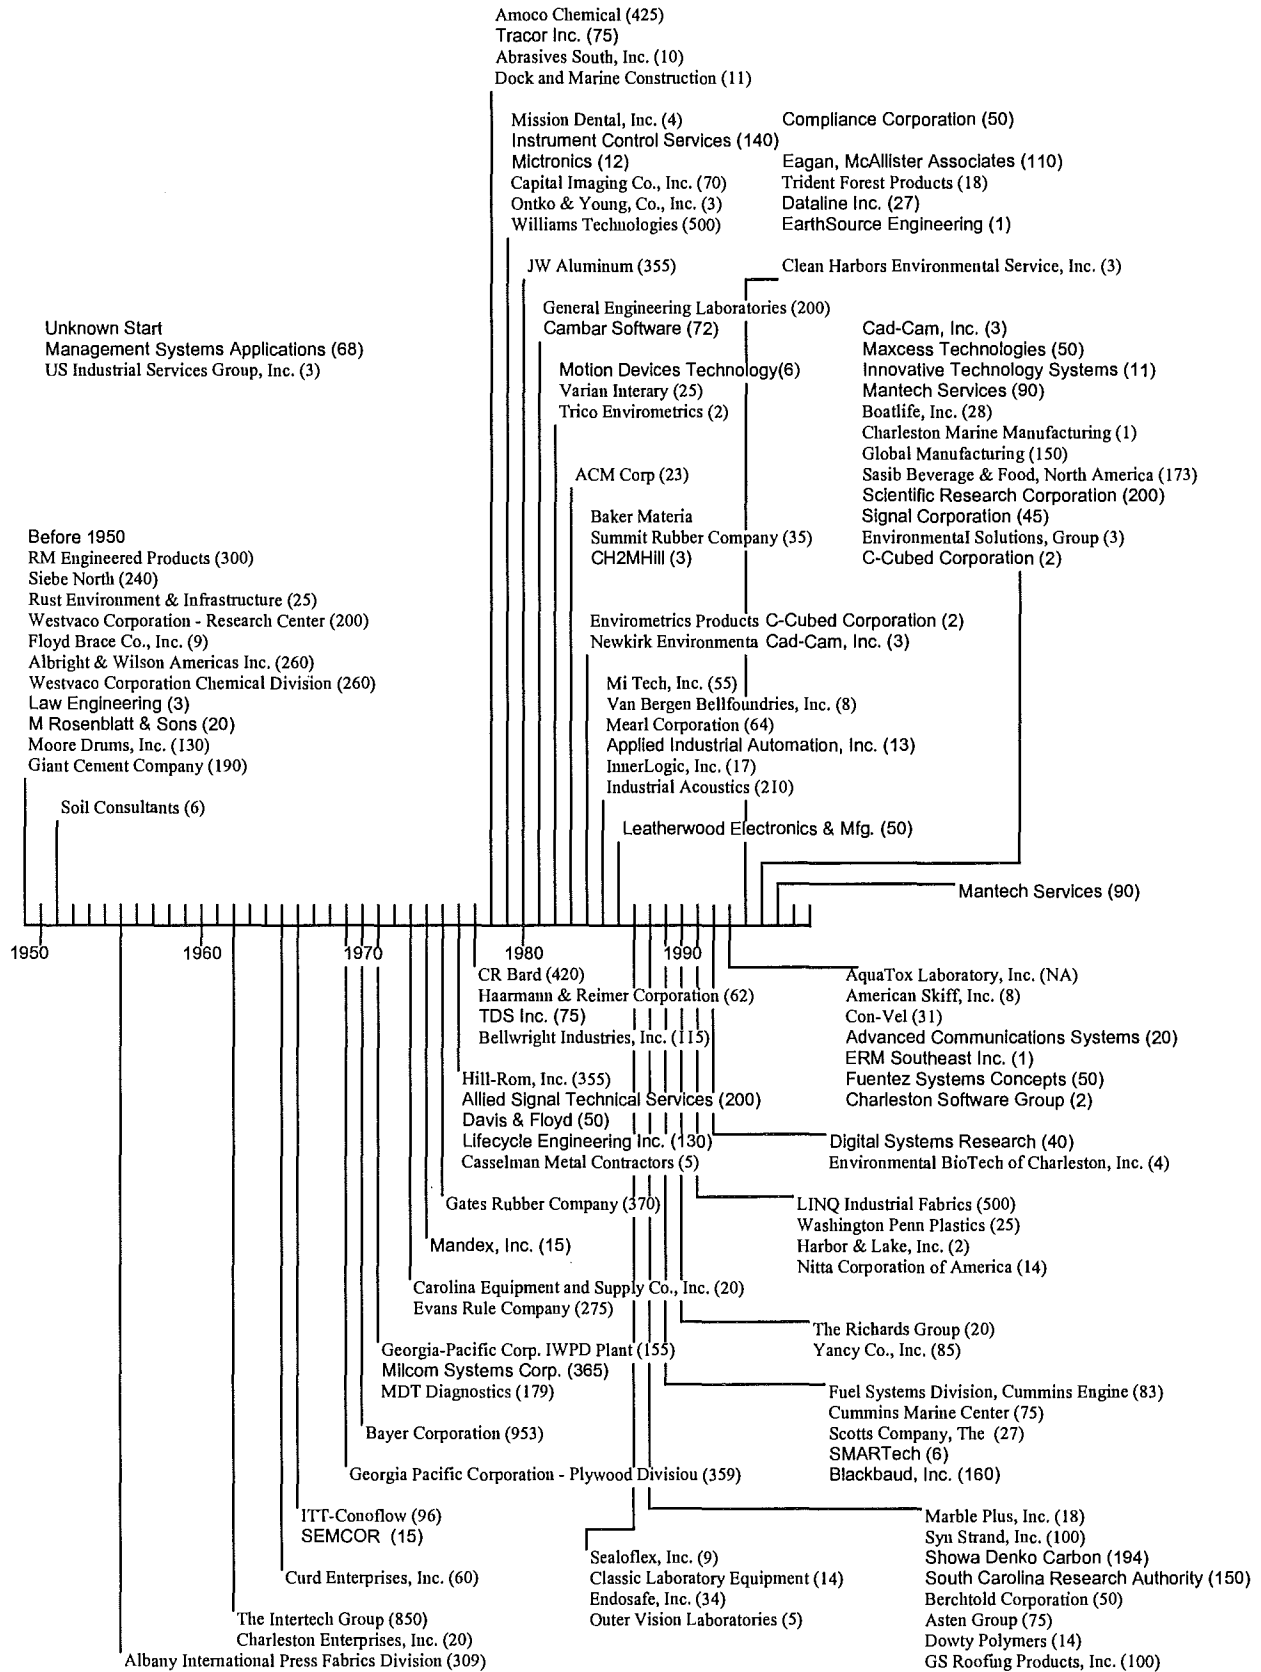 Amoco Chemical (425)
Tracor Inc. (75)
Abrasives South, Inc. (10)
Dock and Marine Construction (11)
Mission Dental, Inc. (4)
Instrument Control Services (140)
Mictronics (12)
Capital Imaging Co., Inc. (70)
Ontko & Young, Co., Inc. (3)
Williams Technologies (500)
Compliance Corporation (50)
Eagan, McAllister Associates (110)
Trident Forest Products (18)
Dataline Inc. (27)
EarthSource Engineering (1)
Clean Harbors Environmental Service, Inc. (3)
JW Aluminum (355)
General Engineering Laboratories (200)
Cambar Software (72)
Unknown Start
Management Systems Applications (68)
US Industrial Services Group, Inc. (3)
Motion Devices Technology(6)
Varian Interary (25)
Trico Envirometrics (2)
Cad-Cam, Inc. (3)
Maxcess Technologies (50)
Innovative Technology Systems (11)
Mantech Services (90)
Boatlife, Inc. (28)
Charleston Marine Manufacturing (1)
Global Manufacturing (150)
Sasib Beverage & Food, North America (173)
Scientific Research Corporation (200)
Signal Corporation (45)
Environmental Solutions, Group (3)
C-Cubed Corporation (2)
ACM Corp (23)
Baker Materia
Summit Rubber Company (35)
CH2MHill (3)
Before 1950
RM Engineered Products (300)
Siebe North (240)
Rust Environment & Infrastructure (25)
Westvaco Corporation - Research Center (200)
Floyd Brace Co., Inc. (9)
Albright & Wilson Americas Inc. (260)
Westvaco Corporation Chemical Division (260)
Law Engineering (3)
M Rosenblatt & Sons (20)
Moore Drums, Inc. (130)
Giant Cement Company (190)
Envirometrics Products C-Cubed Corporation (2)
Newkirk Environmenta Cad-Cam, Inc. (3)
Mi Tech, Inc. (55)
Van Bergen Bellfoundries, Inc. (8)
Mearl Corporation (64)
Applied Industrial Automation, Inc. (13)
InnerLogic, Inc. (17)
Industrial Acoustics (210)
Soil Consultants (6)
Leatherwood Electronics & Mfg. (50)
Mantech Services (90)
1950 1960 1970 1980 1990
CR Bard (420)
Haarmann & Reimer Corporation (62)
TDS Inc. (75)
Bellwright Industries, Inc. (115)
AquaTox Laboratory, Inc. (NA)
American Skiff, Inc. (8)
Con-Vel (31)
Advanced Communications Systems (20)
ERM Southeast Inc. (1)
Fuentez Systems Concepts (50)
Charleston Software Group (2)
Hill-Rom, Inc. (355)
Allied Signal Technical Services (200)
Davis & Floyd (50)
Lifecycle Engineering Inc. (130)
Casselman Metal Contractors (5)
Digital Systems Research (40)
Environmental BioTech of Charleston, Inc. (4)
Gates Rubber Company (370)
LINQ Industrial Fabrics (500)
Washington Penn Plastics (25)
Harbor & Lake, Inc. (2)
Nitta Corporation of America (14)
Mandex, Inc. (15)
Carolina Equipment and Supply Co., Inc. (20)
Evans Rule Company (275)
The Richards Group (20)
Yancy Co., Inc. (85)
Georgia-Pacific Corp. IWPD Plant (155)
Milcom Systems Corp. (365)
MDT Diagnostics (179)
Fuel Systems Division, Cummins Engine (83)
Cummins Marine Center (75)
Scotts Company, The (27)
SMARTech (6)
Blackbaud, Inc. (160)
Bayer Corporation (953)
Georgia Pacific Corporation - Plywood Division (359)
ITT-Conoflow (96)
SEMCOR (15)
Marble Plus, Inc. (18)
Syn Strand, Inc. (100)
Showa Denko Carbon (194)
South Carolina Research Authority (150)
Berchtold Corporation (50)
Asten Group (75)
Dowty Polymers (14)
GS Roofing Products, Inc. (100)
Sealoflex, Inc. (9)
Classic Laboratory Equipment (14)
Endosafe, Inc. (34)
Outer Vision Laboratories (5)
Curd Enterprises, Inc. (60)
The Intertech Group (850)
Charleston Enterprises, Inc. (20)
Albany International Press Fabrics Division (309)